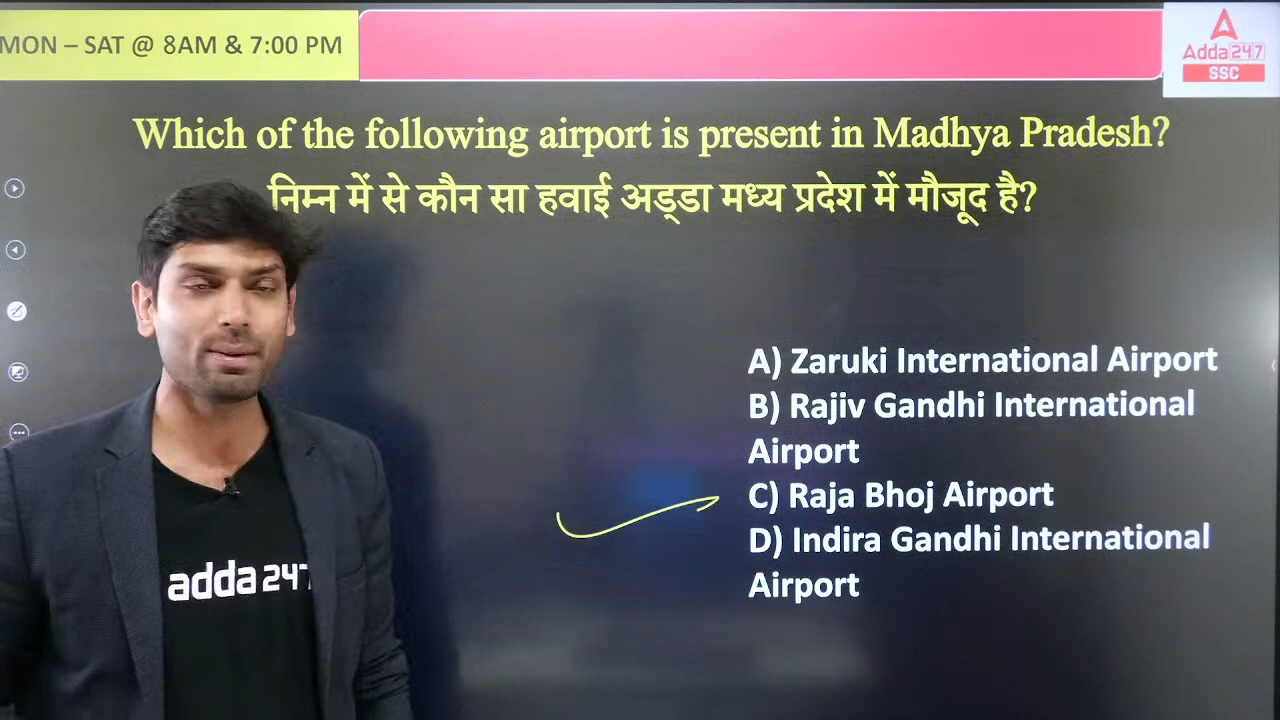 MON – SAT @ 8AM & 7:00 PM
Adda247
SSC
Which of the following airport is present in Madhya Pradesh?
निम्न में से कौन सा हवाई अड्डा मध्य प्रदेश में मौजूद है?
A) Zaruki International Airport
B) Rajiv Gandhi International
Airport
C) Raja Bhoj Airport
D) Indira Gandhi International
Airport
adda 247